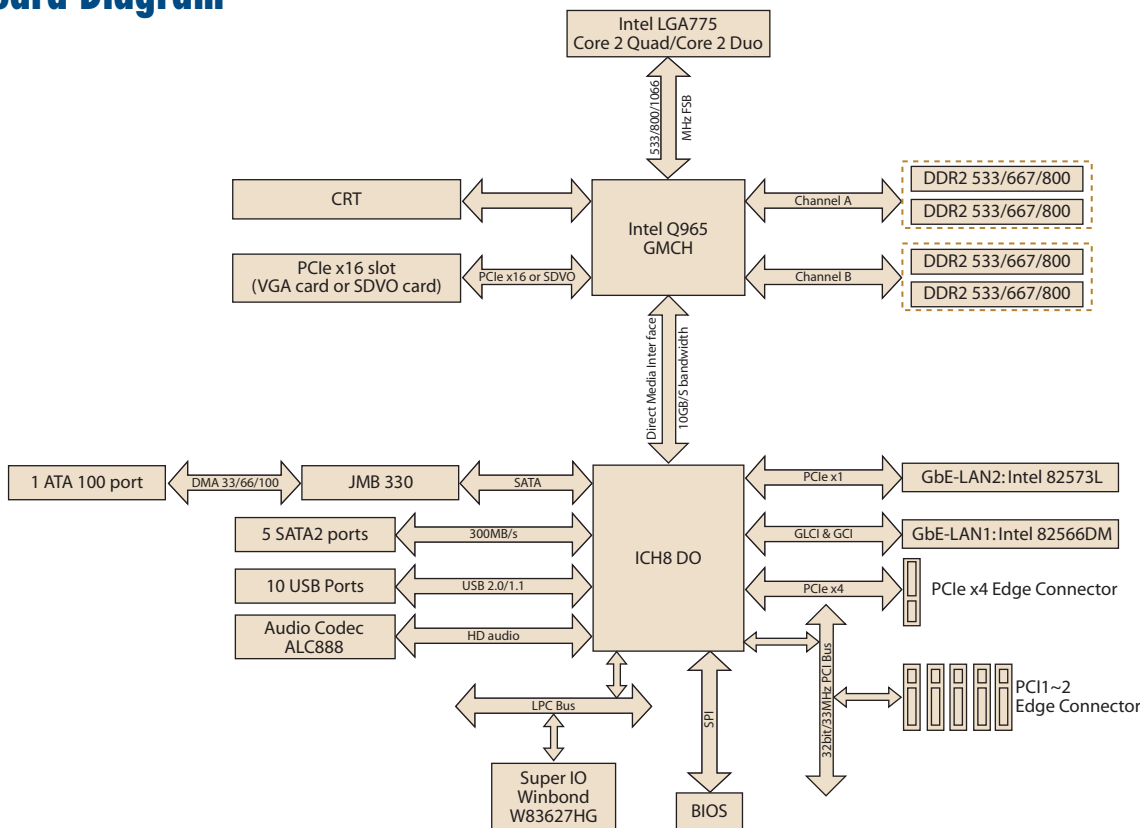 Intel LGA775
Core 2 Quad/Core 2 Duo
533/800/1066
MHz FSB
CRT
Intel Q965
GMCH
Channel A
DDR2 533/667/800
DDR2 533/667/800
PCIe x16 slot
(VGA card or SDVO card)
PCIe x16 or SDVO
Channel B
DDR2 533/667/800
DDR2 533/667/800
Direct Media Interface
10GB/S bandwidth
1 ATA 100 port
DMA 33/66/100
JMB 330
SATA
ICH8 DO
PCIe x1
GbE-LAN2: Intel 82573L
5 SATA2 ports
300MB/s
GLCI & GCI
GbE-LAN1: Intel 82566DM
10 USB Ports
USB 2.0/1.1
PCIe x4
PCIe x4 Edge Connector
Audio Codec
ALC888
HD audio
32bit/33MHz PCI Bus
PCI1~2
Edge Connector
LPC Bus
SPI
Super IO
Winbond
W83627HG
BIOS